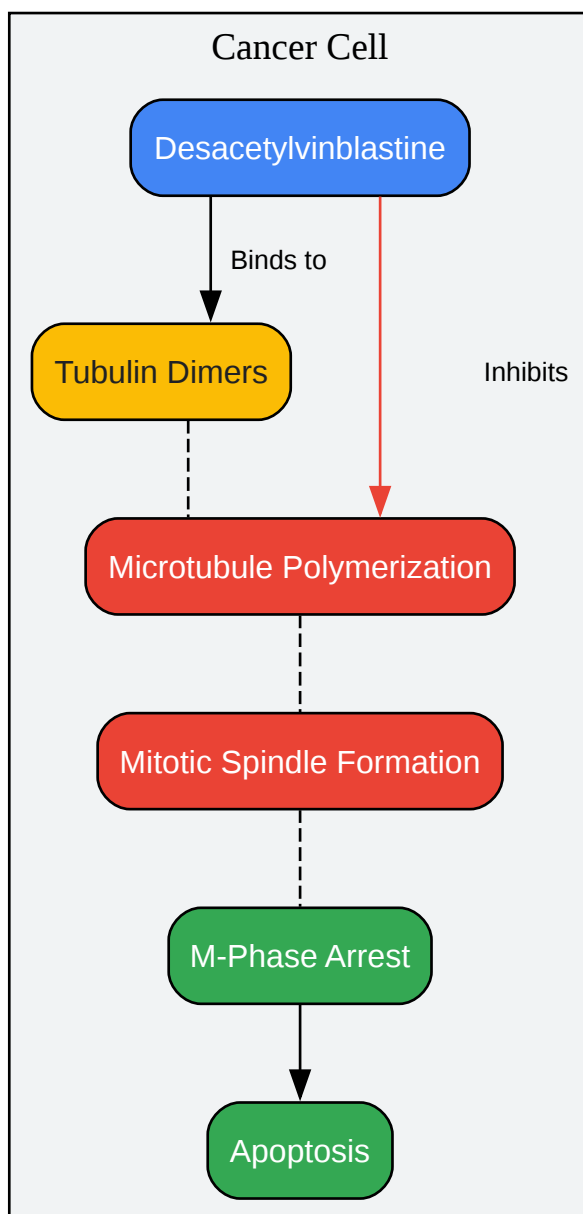 Cancer Cell
Desacetylvinblastine
Binds to
Tubulin Dimers
Inhibits
Microtubule Polymerization
Mitotic Spindle Formation
M-Phase Arrest
Apoptosis